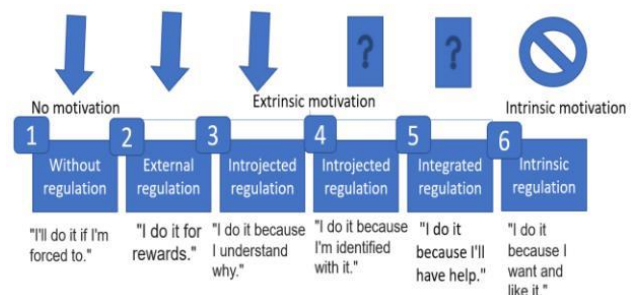 ? ?
No motivation Extrinsic motivation Intrinsic motivation
1 2 3 4 5 6
Without regulation
External regulation
Introjected regulation
Introjected regulation
Integrated regulation
Intrinsic regulation
"I'll do it if I'm
forced to."
"I do it for
rewards."
"I do it because
I understand
why."
"I do it because
I'm identified
with it."
"I do it
because I'll
have help."
"I do it
because I
want and
like it."